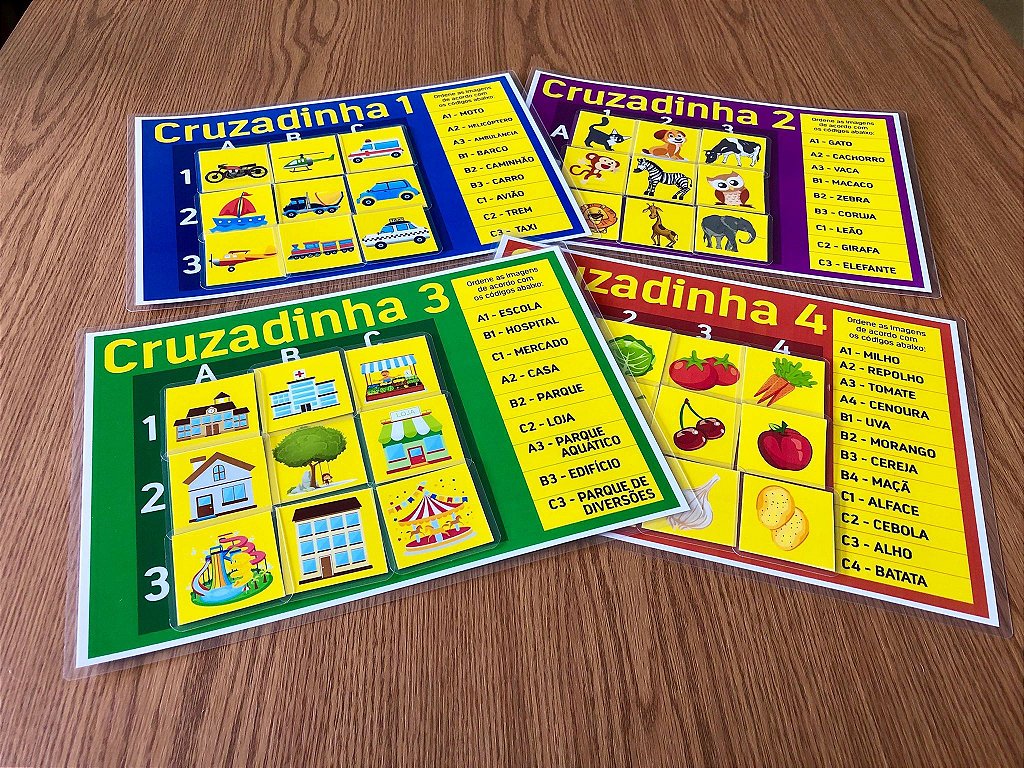 Cruzadinha 1
Ordene as imagens
de acordo com
os códigos abaixo:
A1 - MOTO
A2 - HELICÓPTERO
A3 - AMBULÂNCIA
B1 - BARCO
B2 - CAMINHÃO
B3 - CARRO
C1 - AVIÃO
C2 - TREM
C3 - TAXI
A
B
C
1
2
3
TAXI
Cruzadinha 2
Ordene as imagens
de acordo com
os códigos abaixo:
A1 - GATO
A2 - CACHORRO
A3 - VACA
B1 - MACACO
B2 - ZEBRA
B3 - CORUJA
C1 - LEÃO
C2 - GIRAFA
C3 - ELEFANTE
1
2
3
A
Cruzadinha 3
Ordene as imagens
de acordo com
os códigos abaixo:
A1 - ESCOLA
B1 - HOSPITAL
C1 - MERCADO
A2 - CASA
B2 - PARQUE
C2 - LOJA
A3 - PARQUE
AQUÁTICO
B3 - EDIFÍCIO
C3 - PARQUE DE
DIVERSÕES
A
B
C
1
2
3
LOJA
uzadinha 4
Ordene as imagens
de acordo com
os códigos abaixo:
A1 - MILHO
A2 - REPOLHO
A3 - TOMATE
A4 - CENOURA
B1 - UVA
B2 - MORANGO
B3 - CEREJA
B4 - MAÇÃ
C1 - ALFACE
C2 - CEBOLA
C3 - ALHO
C4 - BATATA
2
3
4